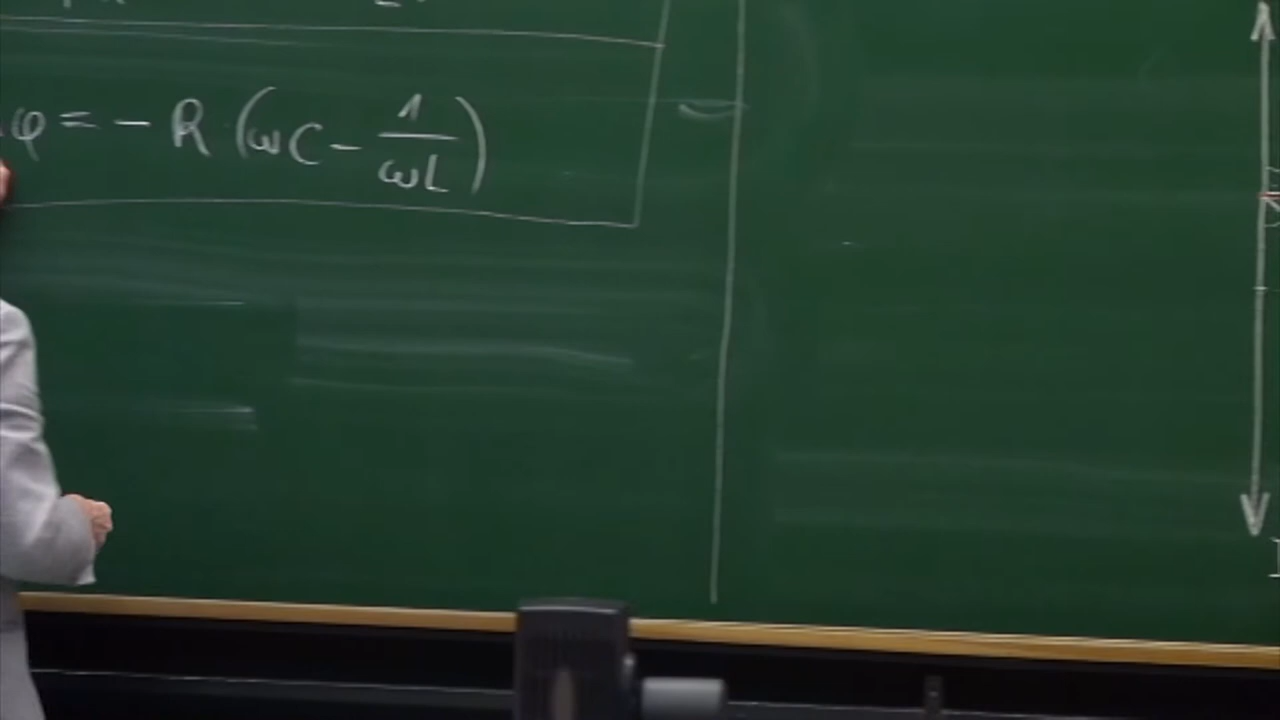 φ = - R (ωC - 1/ωL)